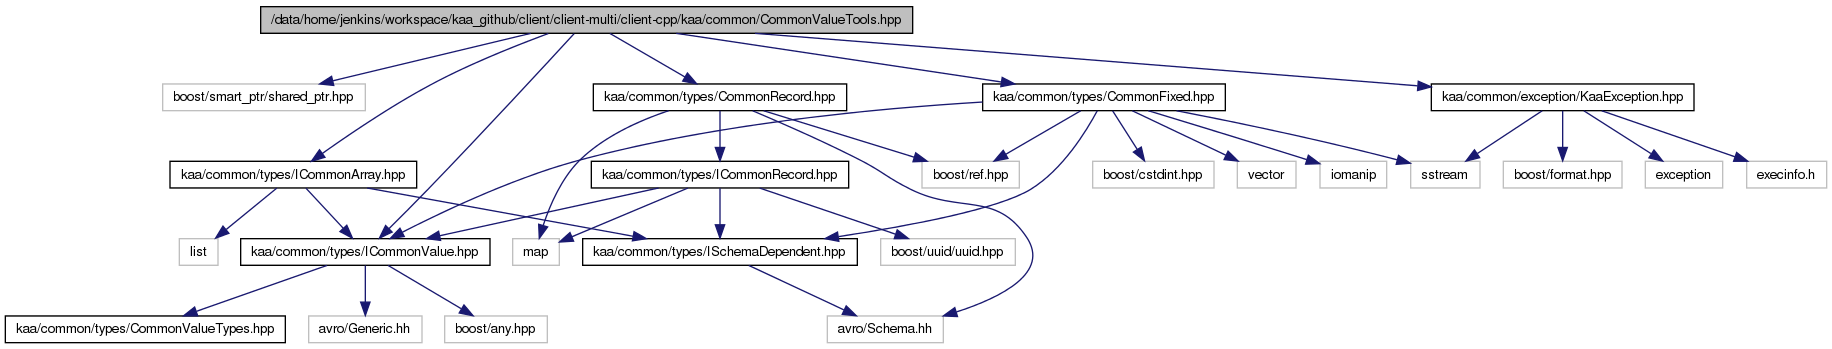 /data/home/jenkins/workspace/kaa_github/client/client-multi/client-cpp/kaa/common/CommonValueTools.hpp
boost/smart_ptr/shared_ptr.hpp
kaa/common/types/CommonRecord.hpp
kaa/common/types/CommonFixed.hpp
kaa/common/exception/KaaException.hpp
kaa/common/types/ICommonArray.hpp
kaa/common/types/ICommonRecord.hpp
boost/ref.hpp
boost/cstdint.hpp
vector
iomanip
sstream
boost/format.hpp
exception
execinfo.h
list
kaa/common/types/ICommonValue.hpp
map
kaa/common/types/ISchemaDependent.hpp
boost/uuid/uuid.hpp
kaa/common/types/CommonValueTypes.hpp
avro/Generic.hh
boost/any.hpp
avro/Schema.hh